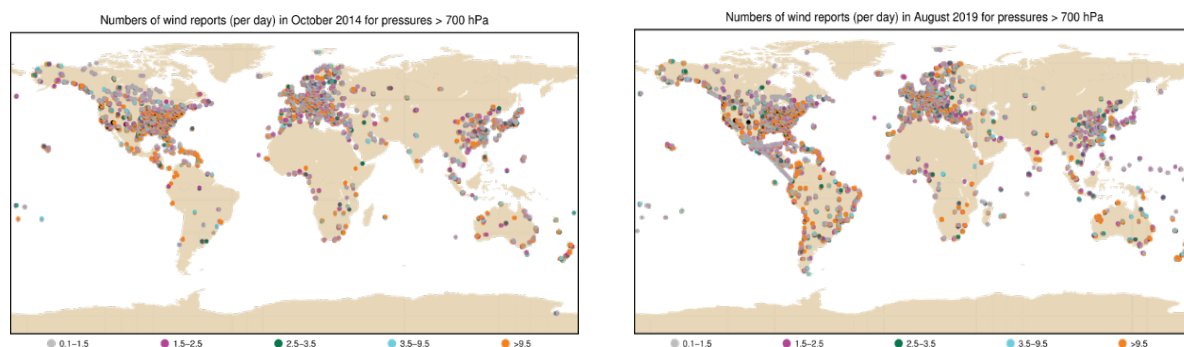 Numbers of wind reports (per day) in October 2014 for pressures > 700 hPa
0.1−1.5 1.5−2.5 2.5−3.5 3.5−9.5 >9.5
Numbers of wind reports (per day) in August 2019 for pressures > 700 hPa
0.1−1.5 1.5−2.5 2.5−3.5 3.5−9.5 >9.5